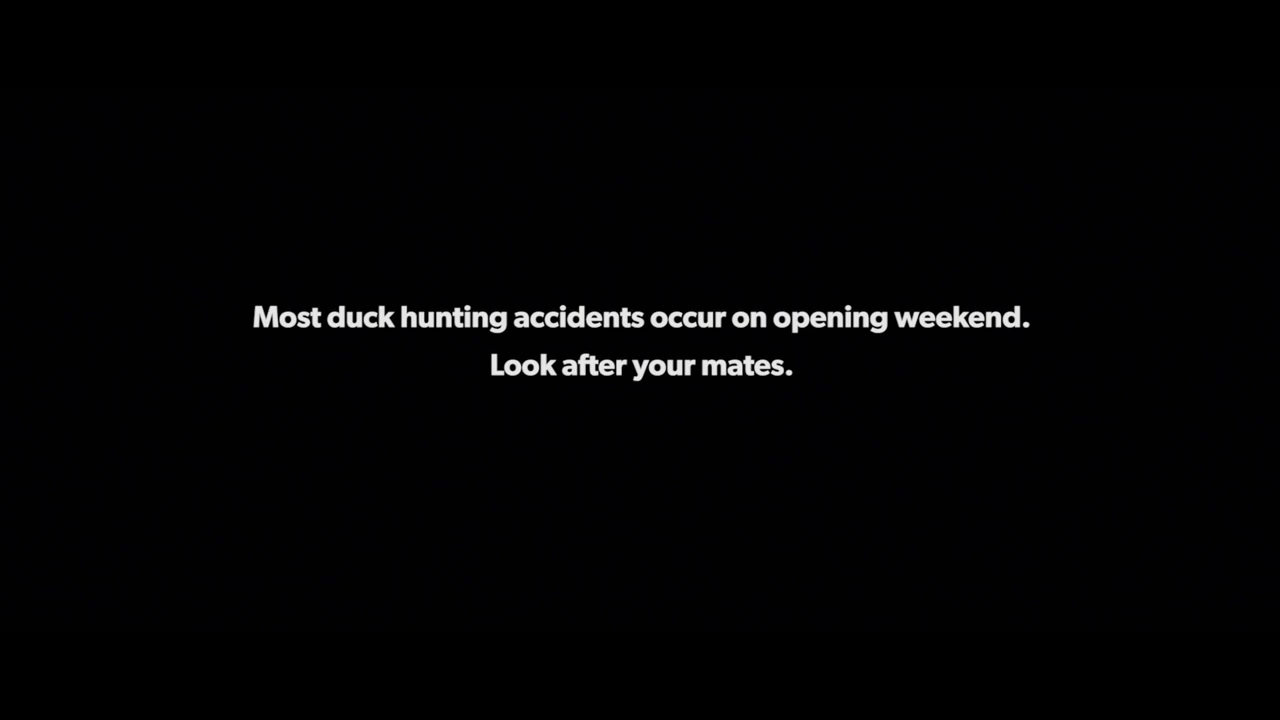 Most duck hunting accidents occur on opening weekend.
Look after your mates.